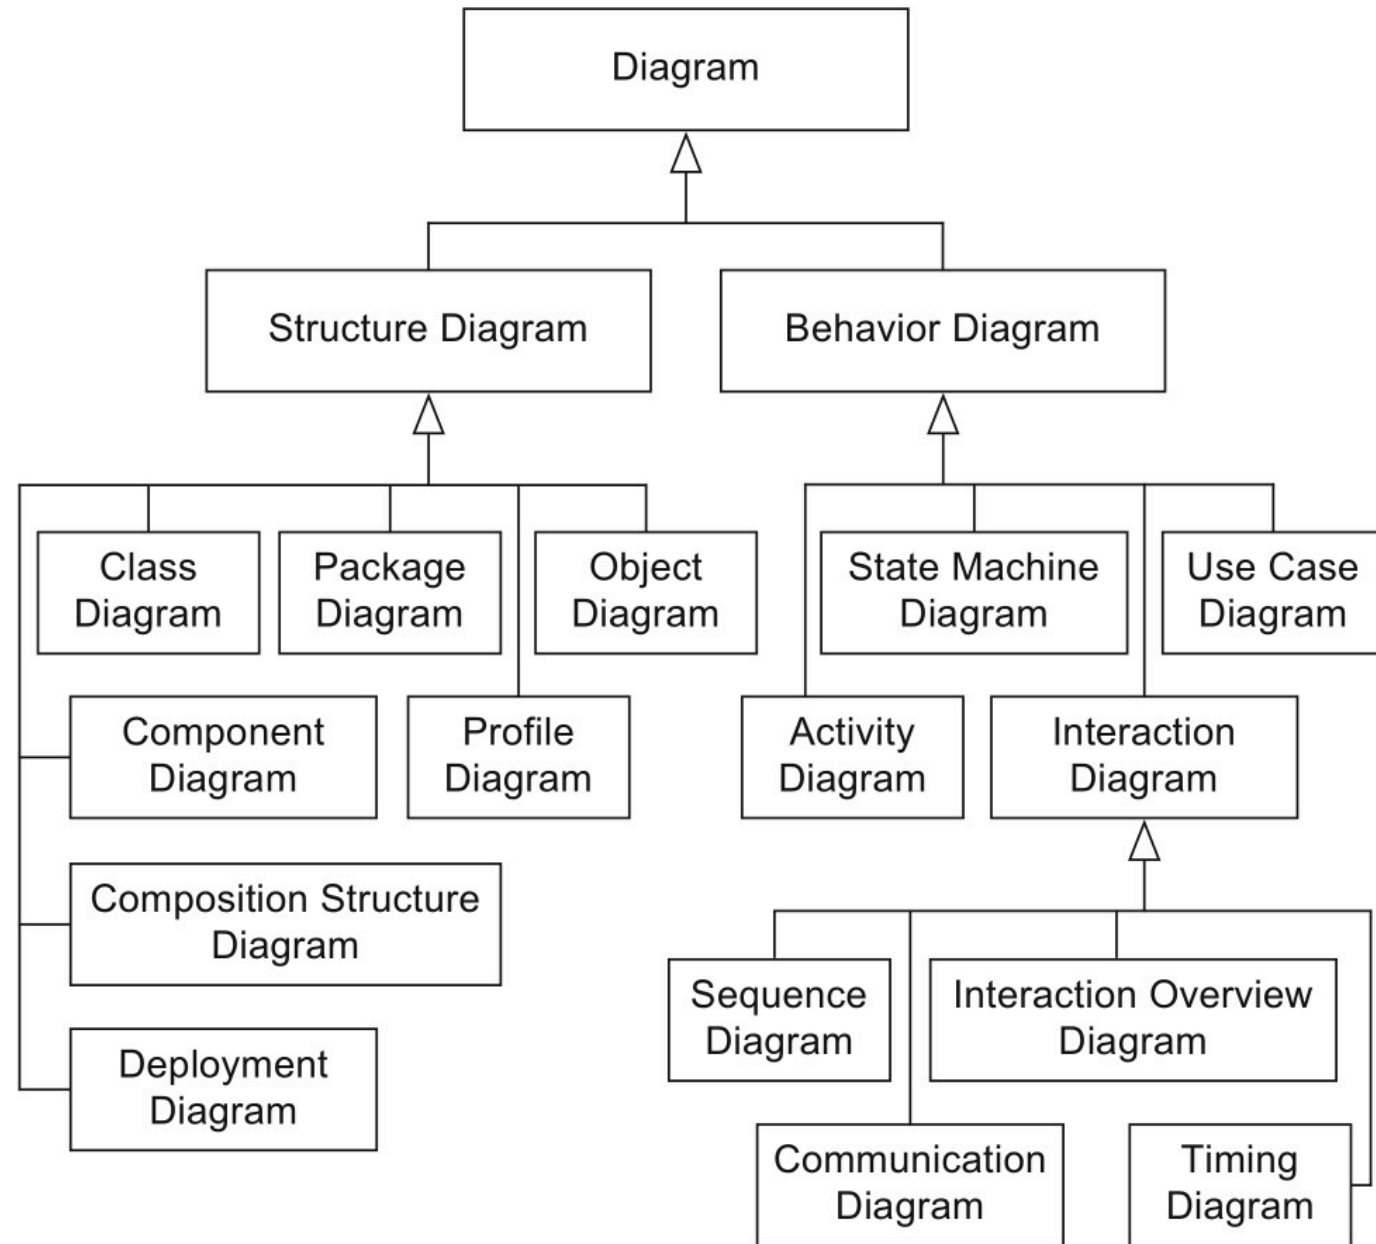 Diagram
Structure Diagram
Behavior Diagram
Class
Diagram
Package
Diagram
Object
Diagram
State Machine
Diagram
Use Case
Diagram
Component
Diagram
Profile
Diagram
Activity
Diagram
Interaction
Diagram
Composition Structure
Diagram
Sequence
Diagram
Interaction Overview
Diagram
Deployment
Diagram
Communication
Diagram
Timing
Diagram